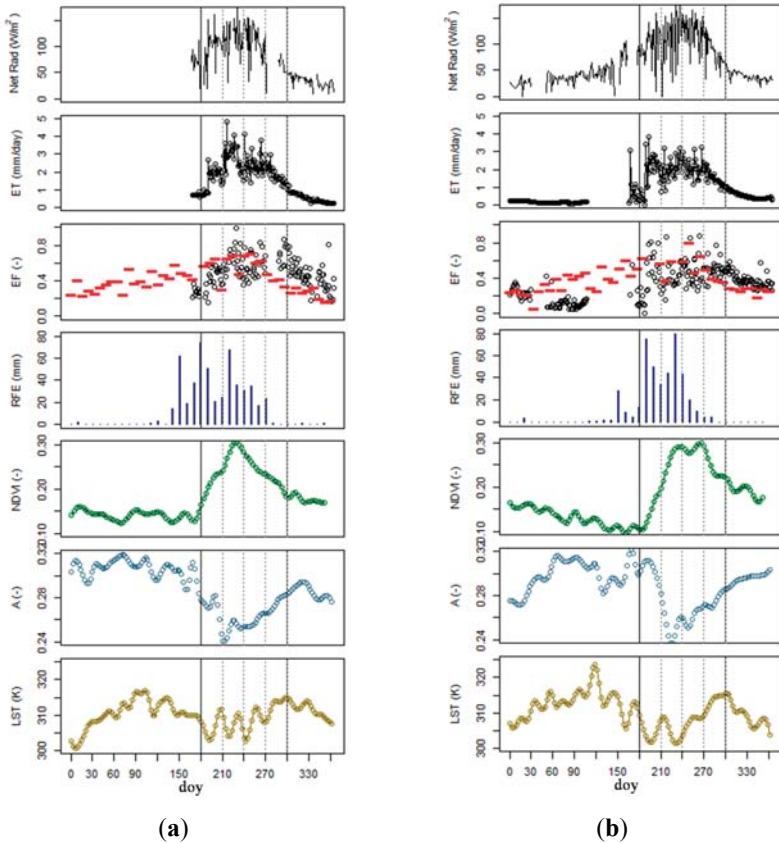 Net Rad (W/m²)
0 50 100
ET (mm/day)
0 1 2 3 4 5
EF (-)
0.0 0.4 0.8
RFE (mm)
0 20 40 60 80
NDVI (-)
0.10 0.20 0.30
A (-)
0.24 0.28 0.32
LST (K)
300 305 310 315 320
0 30 60 90 150 210 270 330
doy
(a)
Net Rad (W/m²)
0 50 100 150
ET (mm/day)
0 1 2 3 4 5
EF (-)
0.0 0.4 0.8
RFE (mm)
0 20 40 60 80
NDVI (-)
0.10 0.20 0.30
A (-)
0.24 0.28
LST (K)
300 310 320
0 30 60 90 150 210 270 330
doy
(b)